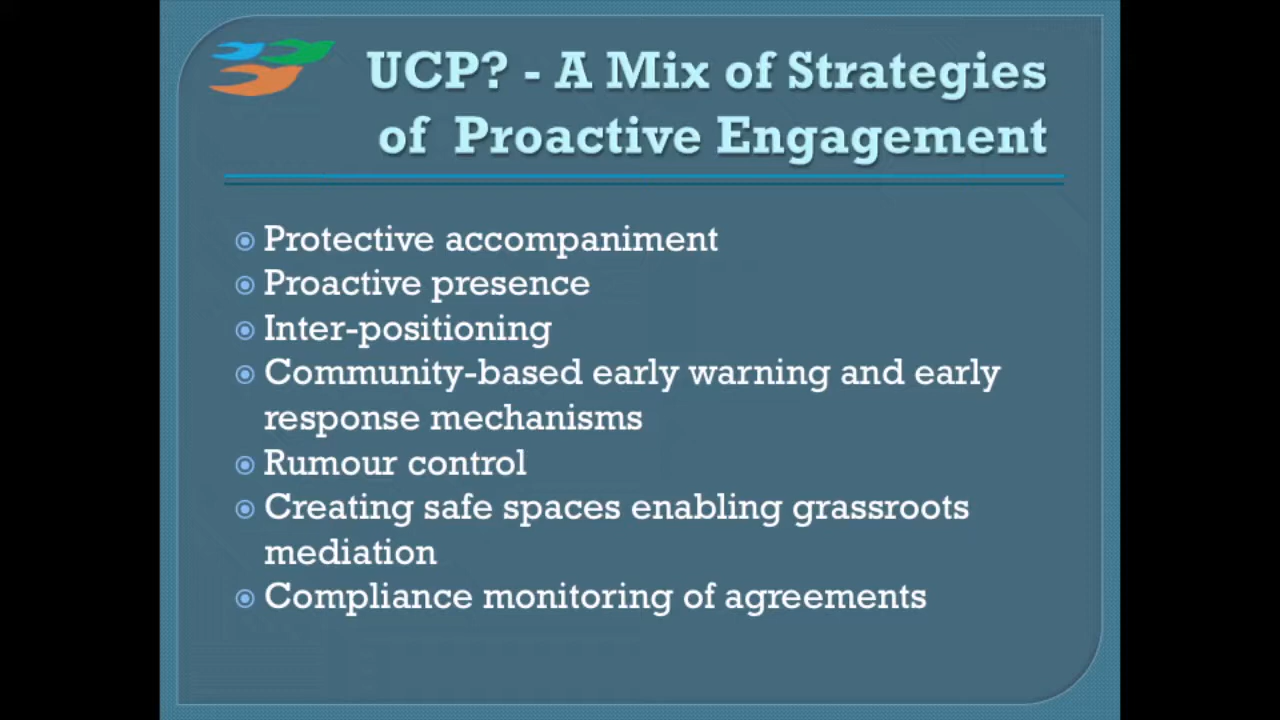 UCP? - A Mix of Strategies
of Proactive Engagement
Protective accompaniment
Proactive presence
Inter-positioning
Community-based early warning and early
response mechanisms
Rumour control
Creating safe spaces enabling grassroots
mediation
Compliance monitoring of agreements